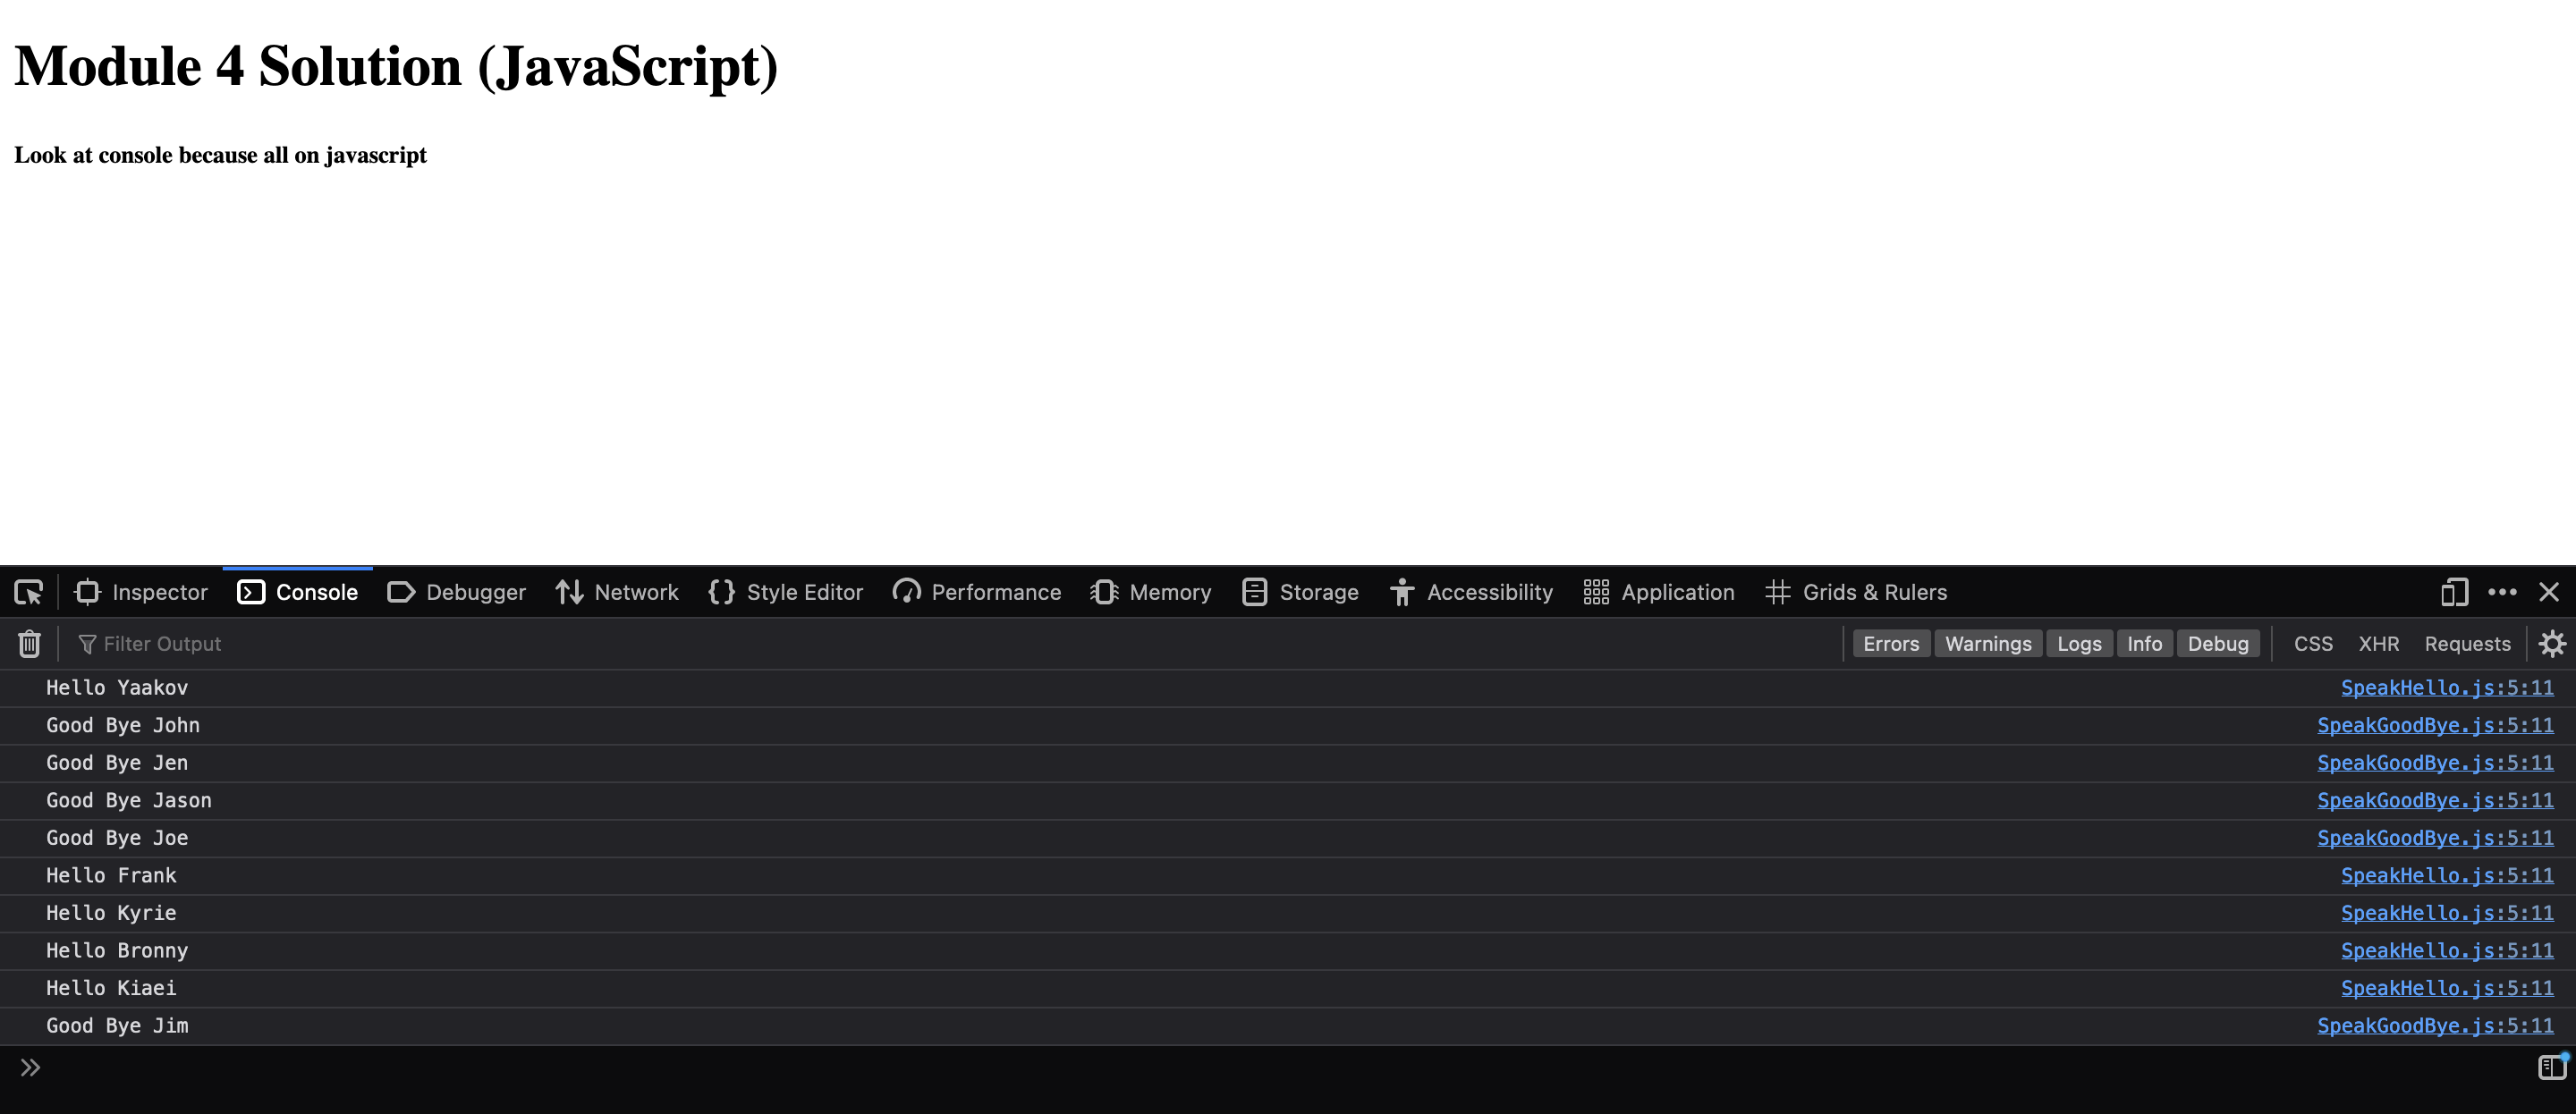 Module 4 Solution (JavaScript)
Look at console because all on javascript
Inspector Console Debugger Network Style Editor Performance Memory Storage Accessibility Application Grids & Rulers
Filter Output Errors Warnings Logs Info Debug CSS XHR Requests
Hello Yaakov SpeakHello.js:5:11
Good Bye John SpeakGoodBye.js:5:11
Good Bye Jen SpeakGoodBye.js:5:11
Good Bye Jason SpeakGoodBye.js:5:11
Good Bye Joe SpeakGoodBye.js:5:11
Hello Frank SpeakHello.js:5:11
Hello Kyrie SpeakHello.js:5:11
Hello Bronny SpeakHello.js:5:11
Hello Kiaei SpeakHello.js:5:11
Good Bye Jim SpeakGoodBye.js:5:11